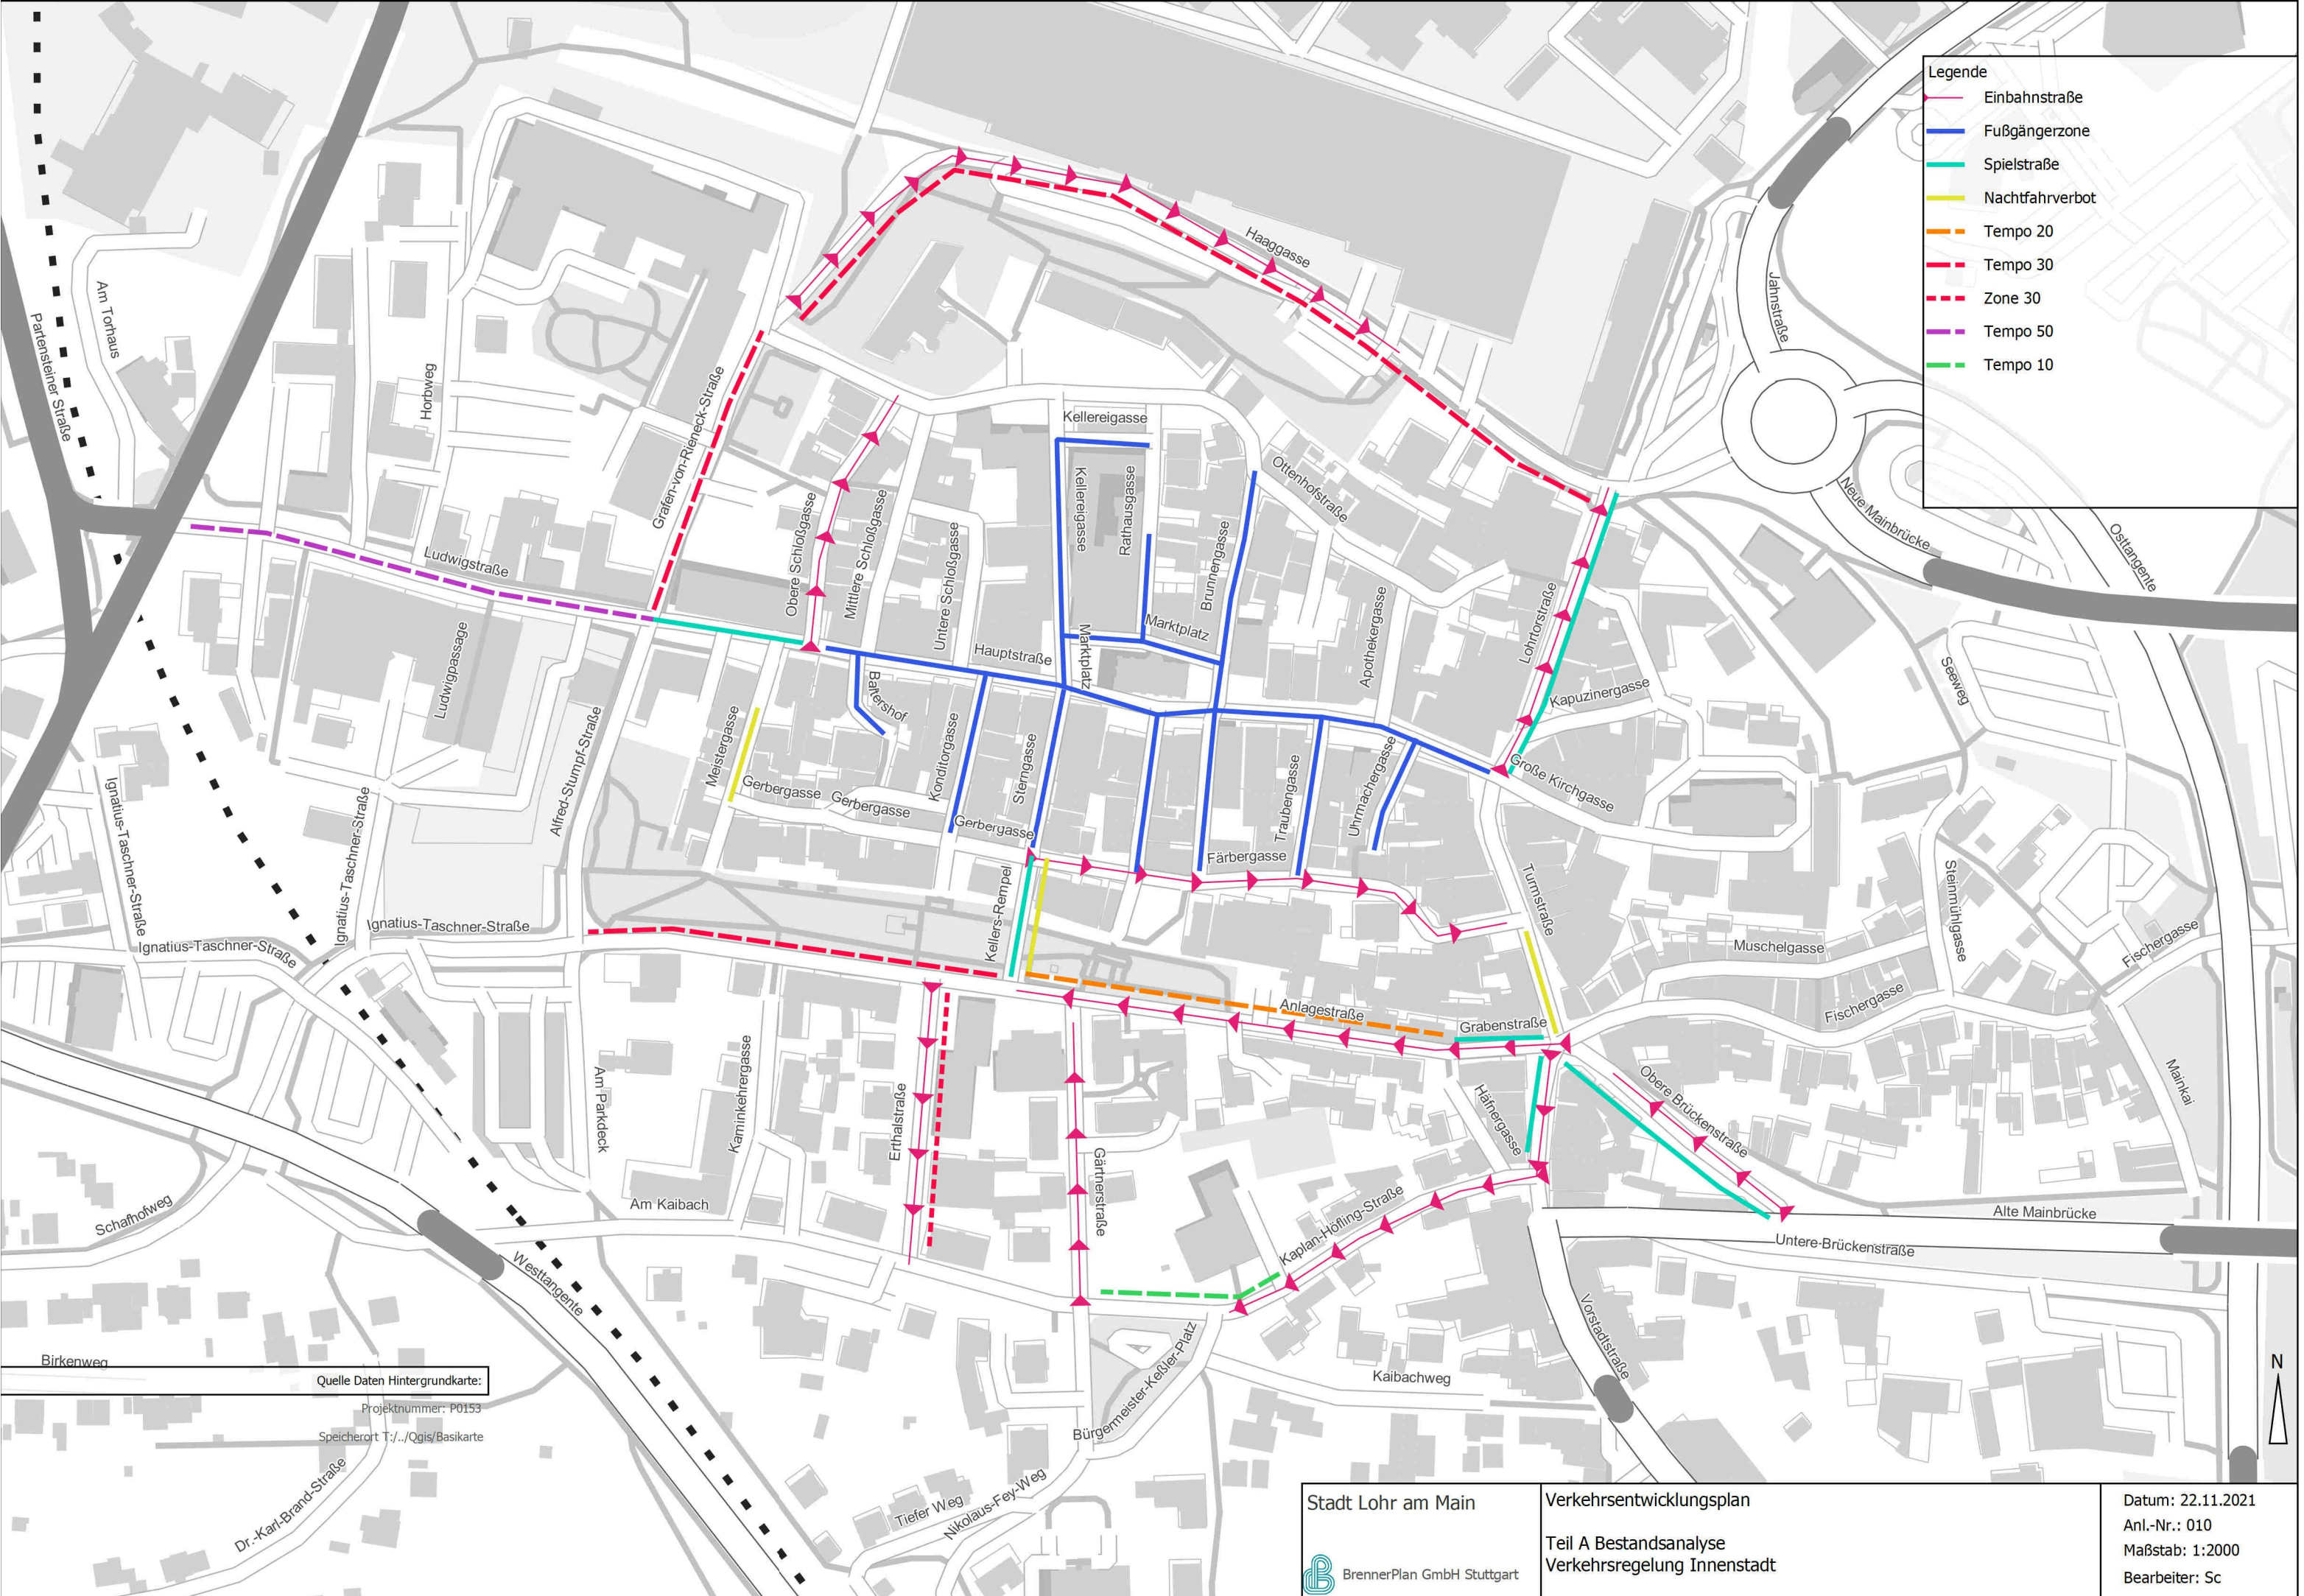 Legende
Einbahnstraße
Fußgängerzone
Spielstraße
Nachtfahrverbot
Tempo 20
Tempo 30
Zone 30
Tempo 50
Tempo 10
Haaggasse
Jahnstraße
Am Torhaus
Partensteiner Straße
Horbweg
Grafen-von-Rieneck-Straße
Kellereigasse
Kellereigasse
Rathausgasse
Ottenhofstraße
Neue Mainbrücke
Osttangente
Ludwigstraße
Obere Schloßgasse
Mittlere Schloßgasse
Untere Schloßgasse
Brunnengasse
Apothekergasse
Lohrtorstraße
Marktplatz
Marktplatz
Hauptstraße
Ludwigpassage
Baltershof
Kapuzinergasse
Seeweg
Alfred-Stumpf-Straße
Meistergasse
Konditorgasse
Sterngasse
Traubengasse
Uhrmachergasse
Große Kirchgasse
Gerbergasse
Gerbergasse
Gerbergasse
Färbergasse
Ignatius-Taschner-Straße
Ignatius-Taschner-Straße
Ignatius-Taschner-Straße
Ignatius-Taschner-Straße
Kellers-Rempel
Turmstraße
Steinmühlgasse
Muschelgasse
Fischergasse
Fischergasse
Anlagestraße
Grabenstraße
Am Parkdeck
Kaminkehrergasse
Erthalstraße
Gärtnerstraße
Häfnergasse
Obere Brückenstraße
Mainkai
Schafhofweg
Am Kaibach
Kaplan-Höfling-Straße
Alte Mainbrücke
Untere-Brückenstraße
Westtangente
Vorstadtstraße
Birkenweg
Bürgermeister-Keßler-Platz
Kaibachweg
N
Quelle Daten Hintergrundkarte:
Projektnummer: P0153
Speicherort T:/../Qgis/Basikarte
Dr.-Karl-Brand-Straße
Tiefer Weg
Nikolaus-Fey-Weg
Stadt Lohr am Main
BrennerPlan GmbH Stuttgart
Verkehrsentwicklungsplan
Teil A Bestandsanalyse
Verkehrsregelung Innenstadt
Datum: 22.11.2021
Anl.-Nr.: 010
Maßstab: 1:2000
Bearbeiter: Sc